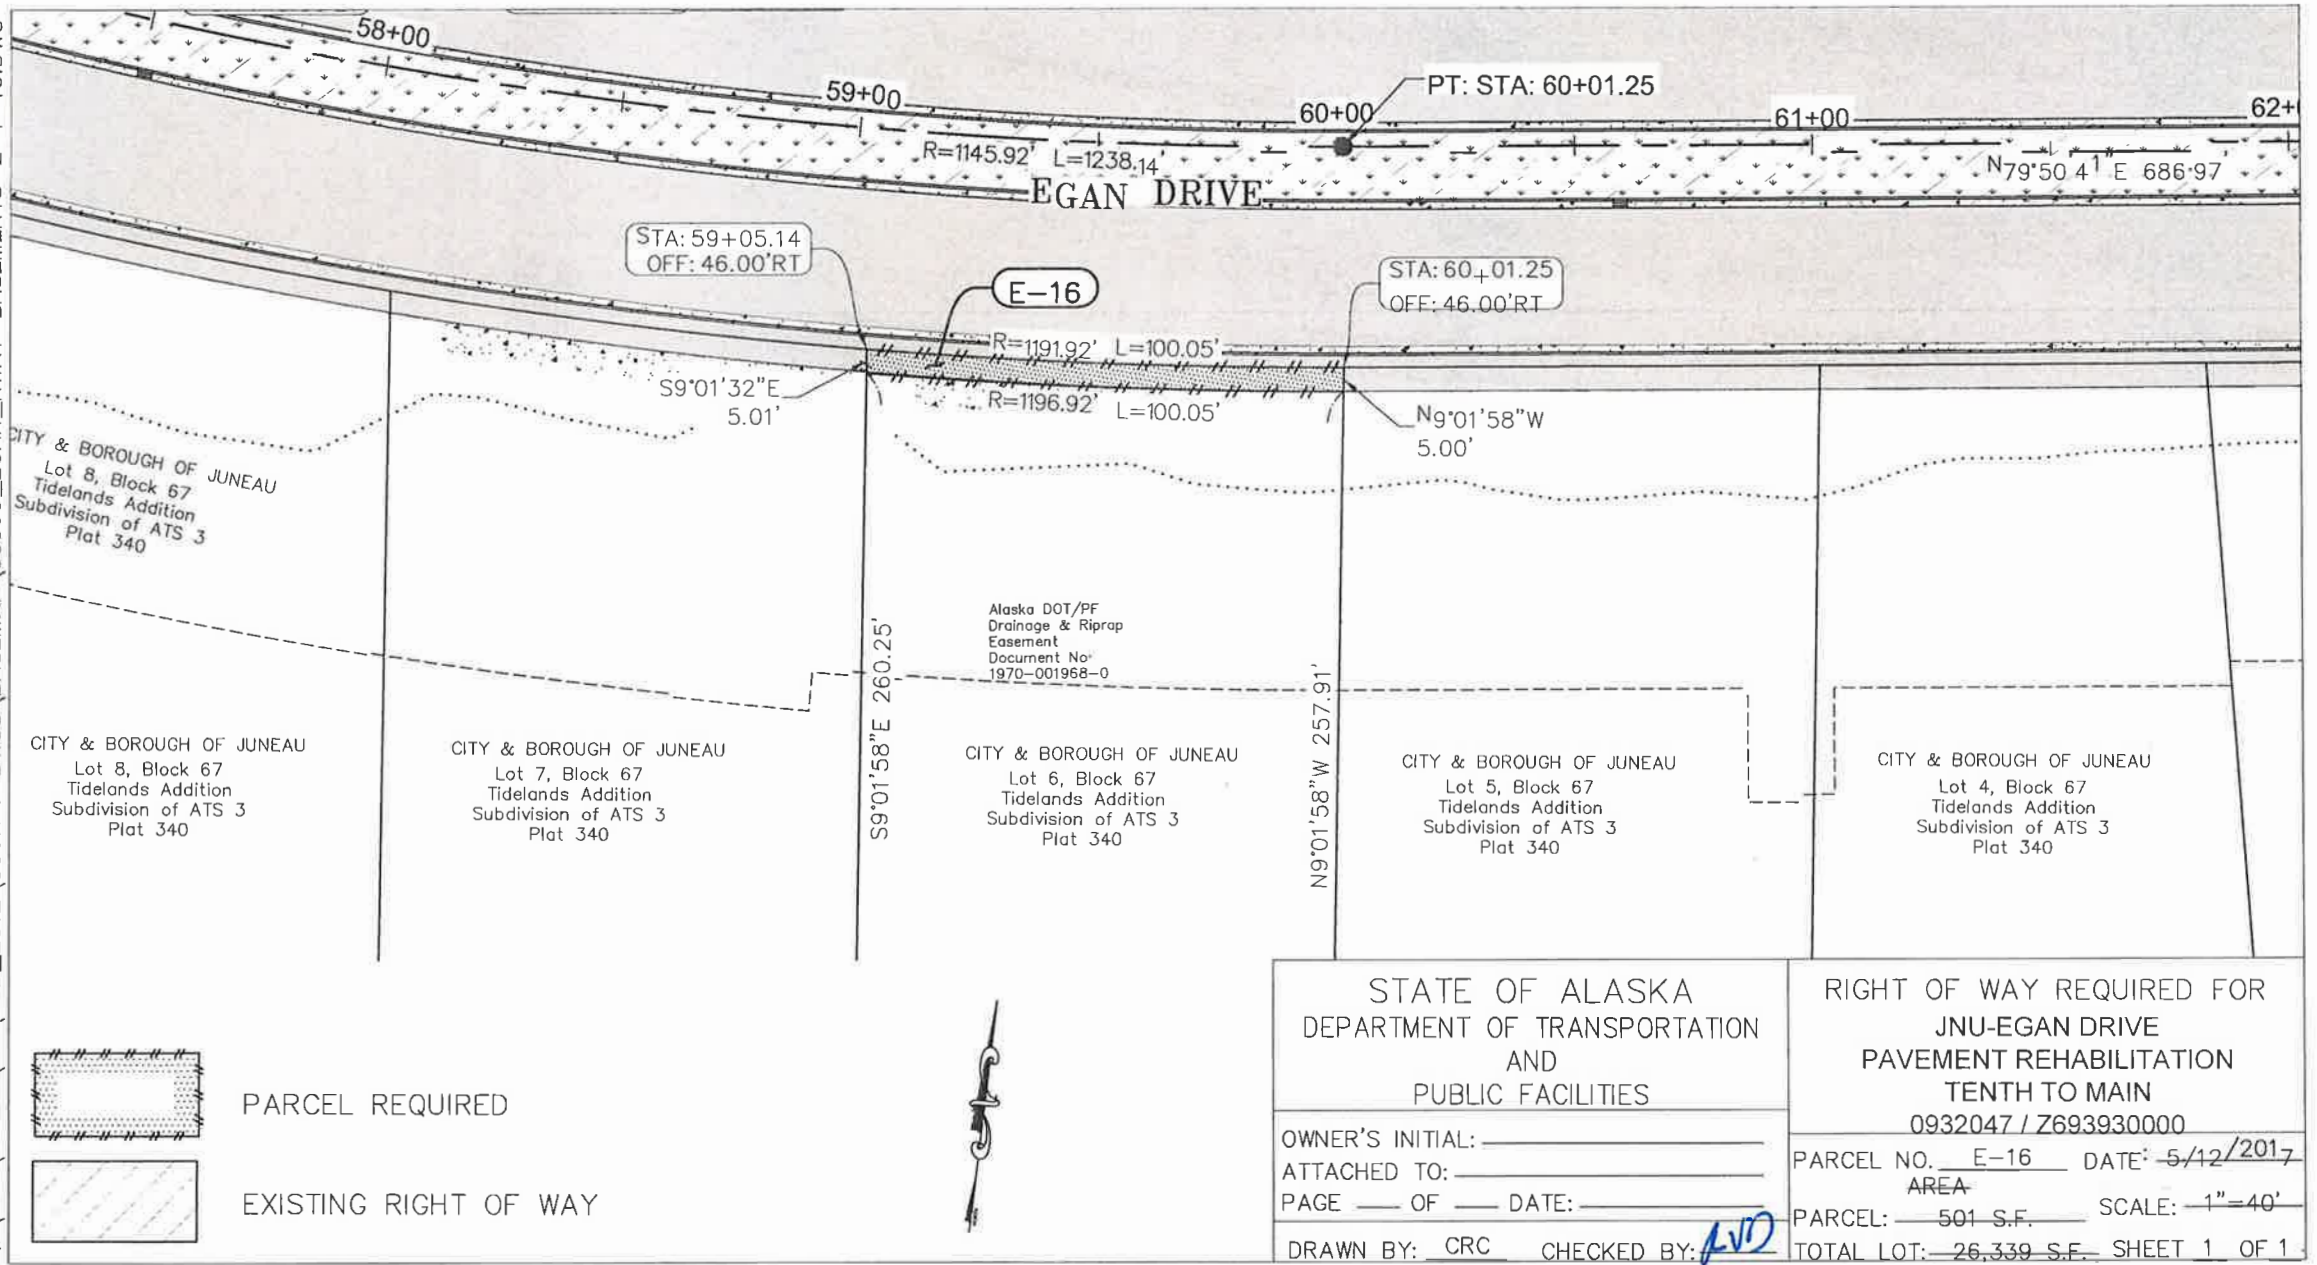 58+00
59+00
60+00
PT: STA: 60+01.25
61+00
R=1145.92' L=1238.14'
N79°50'41"E 686.97'
EGAN DRIVE
STA: 59+05.14
OFF: 46.00'RT
E-16
STA: 60+01.25
OFF: 46.00'RT
R=1191.92' L=100.05'
S9°01'32"E
5.01'
R=1196.92' L=100.05'
N9°01'58"W
5.00'
CITY & BOROUGH OF JUNEAU
Lot 8, Block 67
Tidelands Addition
Subdivision of ATS 3
Plat 340
Alaska DOT/PF
Drainage & Riprap
Easement
Document No.
1970-001968-0
S9°01'58"E 260.25'
N9°01'58"W 257.91'
CITY & BOROUGH OF JUNEAU
Lot 8, Block 67
Tidelands Addition
Subdivision of ATS 3
Plat 340
CITY & BOROUGH OF JUNEAU
Lot 7, Block 67
Tidelands Addition
Subdivision of ATS 3
Plat 340
CITY & BOROUGH OF JUNEAU
Lot 6, Block 67
Tidelands Addition
Subdivision of ATS 3
Plat 340
CITY & BOROUGH OF JUNEAU
Lot 5, Block 67
Tidelands Addition
Subdivision of ATS 3
Plat 340
CITY & BOROUGH OF JUNEAU
Lot 4, Block 67
Tidelands Addition
Subdivision of ATS 3
Plat 340
PARCEL REQUIRED
EXISTING RIGHT OF WAY
STATE OF ALASKA
DEPARTMENT OF TRANSPORTATION
AND
PUBLIC FACILITIES
OWNER'S INITIAL:
ATTACHED TO:
PAGE OF DATE:
DRAWN BY: CRC CHECKED BY:
RIGHT OF WAY REQUIRED FOR
JNU-EGAN DRIVE
PAVEMENT REHABILITATION
TENTH TO MAIN
0932047 / Z693930000
PARCEL NO. E-16 DATE: 5/12/2017
AREA
PARCEL: 501 S.F. SCALE: 1"=40'
TOTAL LOT: 26,339 S.F. SHEET 1 OF 1